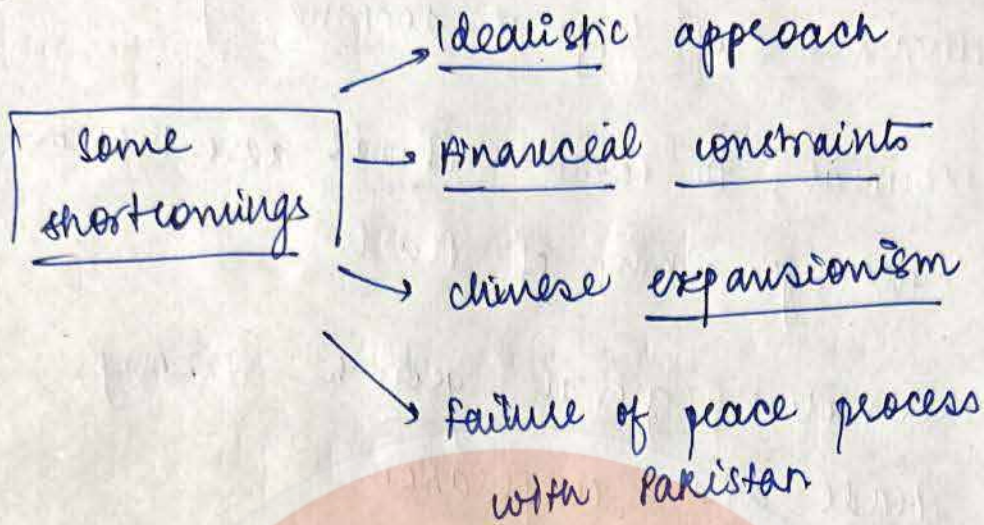 Idealistic approach
some
shortcomings
Financial constraints
chinese expansionism
Failure of peace process
with Pakistan